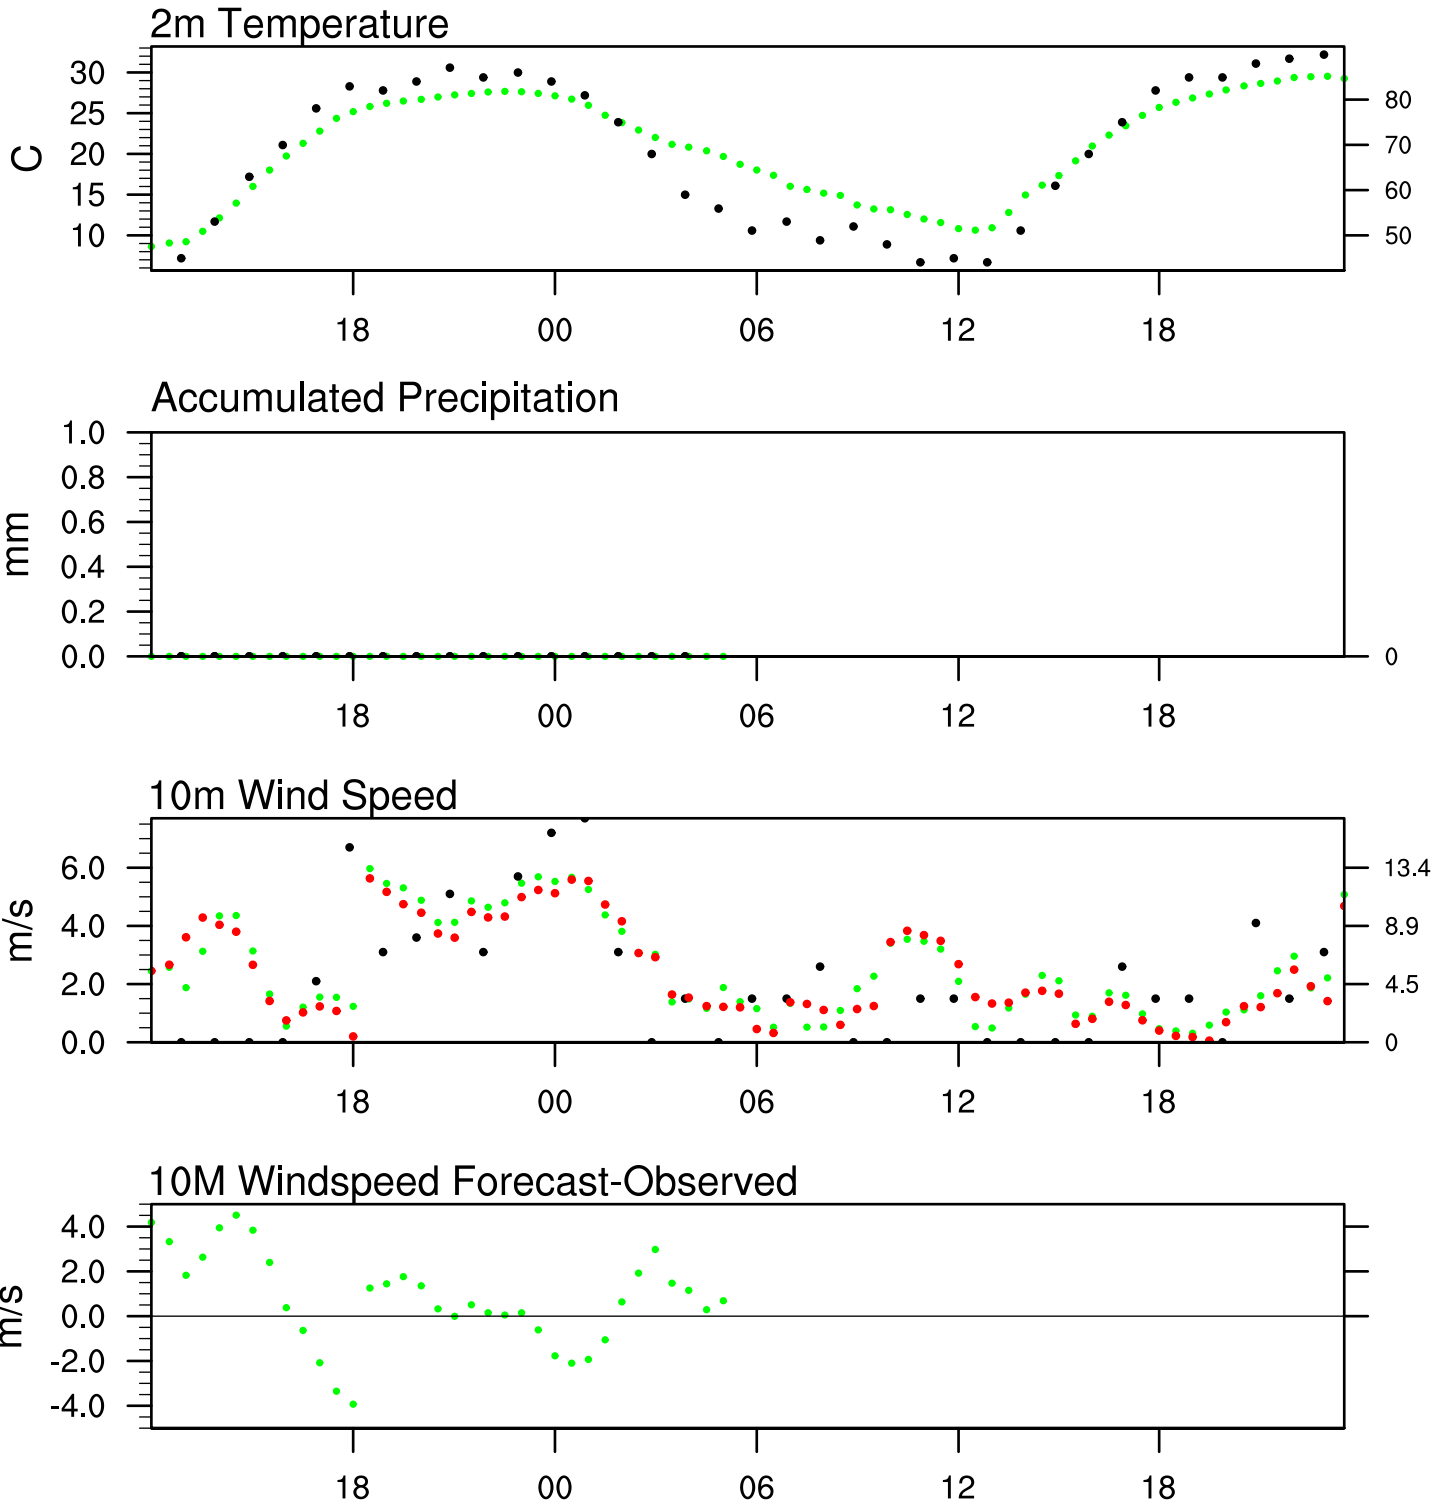 2m Temperature
C
30
25
20
15
10
80
70
60
50
18 00 06 12 18
Accumulated Precipitation
mm
1.0
0.8
0.6
0.4
0.2
0.0
0
18 00 06 12 18
10m Wind Speed
m/s
6.0
4.0
2.0
0.0
13.4
8.9
4.5
0
18 00 06 12 18
10M Windspeed Forecast-Observed
m/s
4.0
2.0
0.0
-2.0
-4.0
18 00 06 12 18